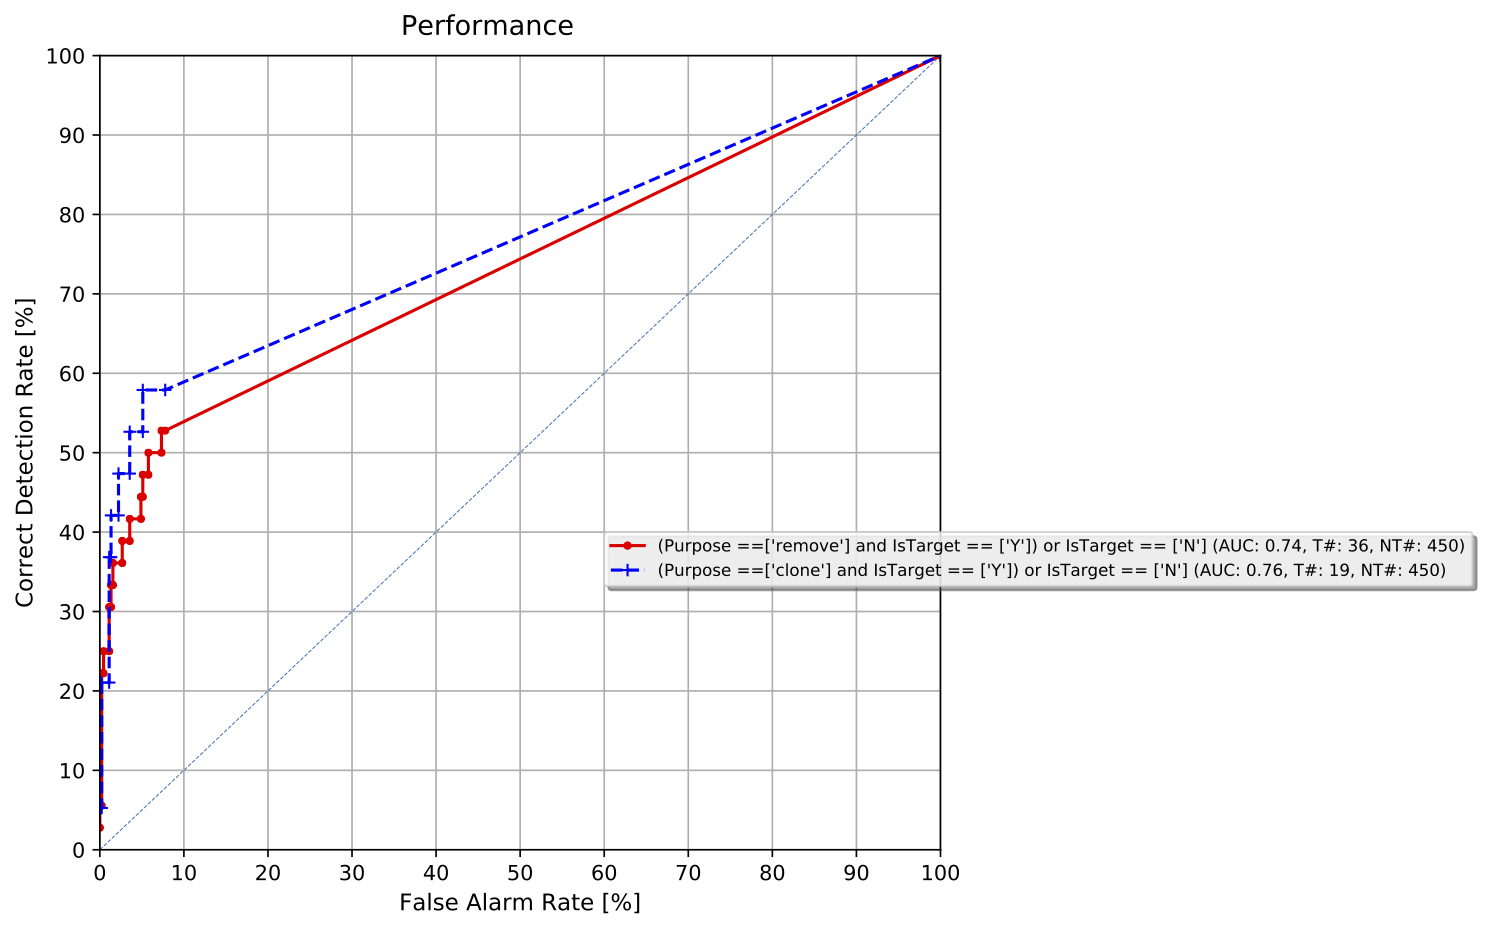 Performance
100
90
80
70
60
50
40
30
20
10
0
Correct Detection Rate [%]
(Purpose ==['remove'] and IsTarget == ['Y']) or IsTarget == ['N'] (AUC: 0.74, T#: 36, NT#: 450)
(Purpose ==['clone'] and IsTarget == ['Y']) or IsTarget == ['N'] (AUC: 0.76, T#: 19, NT#: 450)
0 10 20 30 40 50 60 70 80 90 100
False Alarm Rate [%]